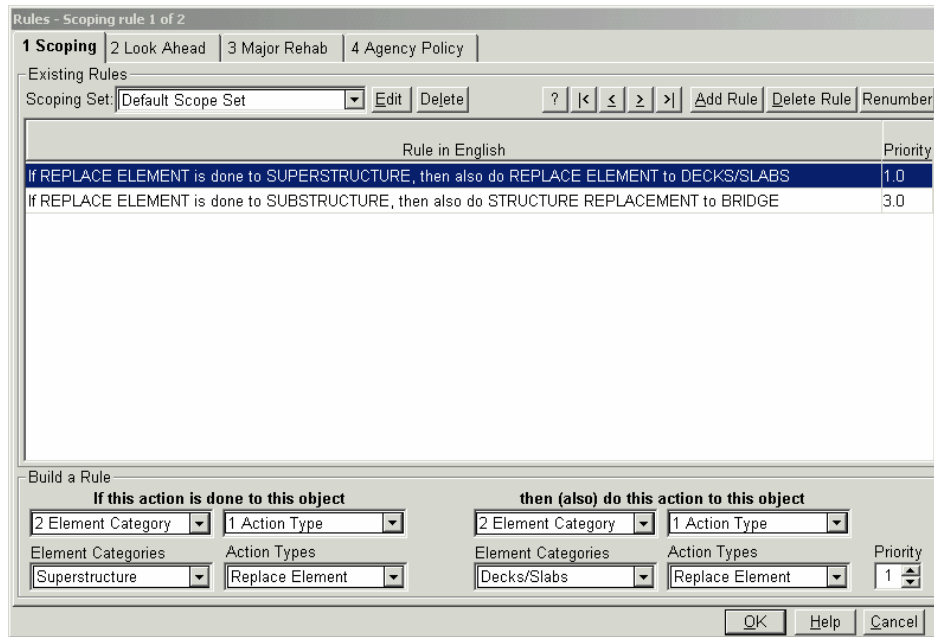 Rules - Scoping rule 1 of 2
1 Scoping 2 Look Ahead 3 Major Rehab 4 Agency Policy
Existing Rules
Scoping Set: Default Scope Set Edit Delete ? |< < > >| Add Rule Delete Rule Renumber
Rule in English Priority
If REPLACE ELEMENT is done to SUPERSTRUCTURE, then also do REPLACE ELEMENT to DECKS/SLABS 1.0
If REPLACE ELEMENT is done to SUBSTRUCTURE, then also do STRUCTURE REPLACEMENT to BRIDGE 3.0
Build a Rule
If this action is done to this object then (also) do this action to this object
2 Element Category 1 Action Type 2 Element Category 1 Action Type
Element Categories Action Types Element Categories Action Types Priority
Superstructure Replace Element Decks/Slabs Replace Element 1
OK Help Cancel